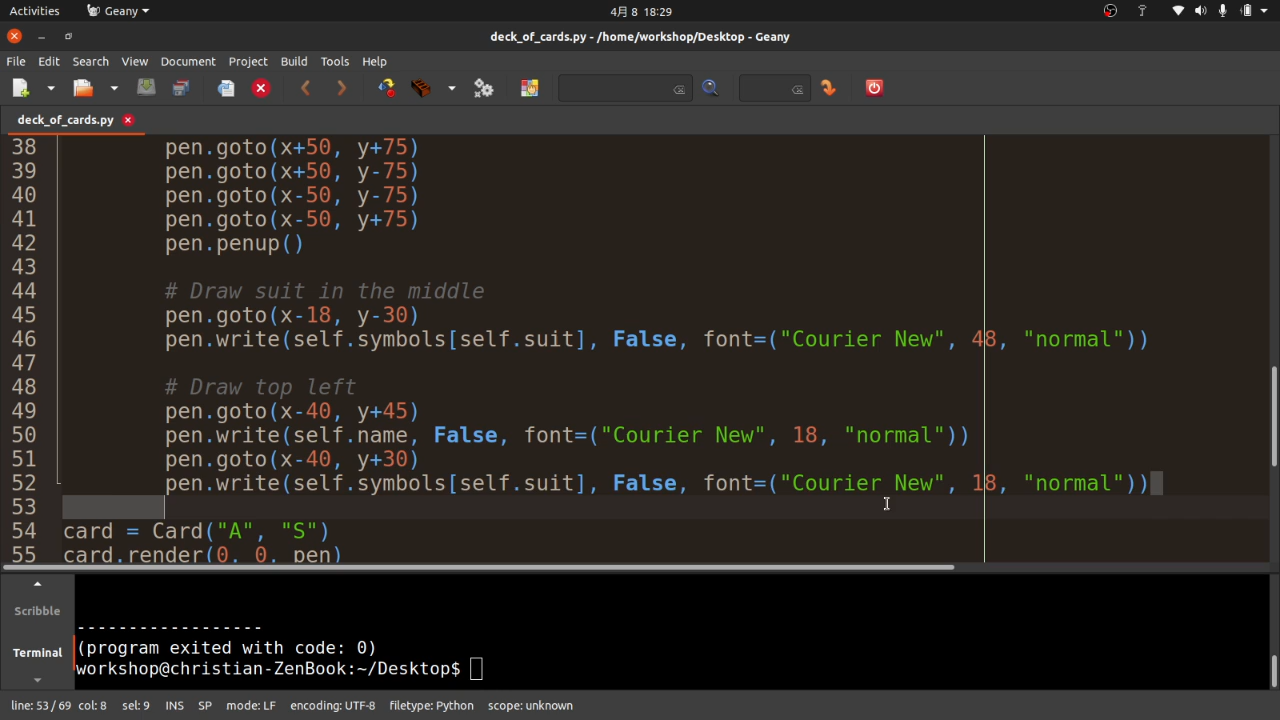 Activities Geany 4月 8 18:29
deck_of_cards.py - /home/workshop/Desktop - Geany
File Edit Search View Document Project Build Tools Help
deck_of_cards.py
38 pen.goto(x+50, y+75)
39 pen.goto(x+50, y-75)
40 pen.goto(x-50, y-75)
41 pen.goto(x-50, y+75)
42 pen.penup()
43
44 # Draw suit in the middle
45 pen.goto(x-18, y-30)
46 pen.write(self.symbols[self.suit], False, font=("Courier New", 48, "normal"))
47
48 # Draw top left
49 pen.goto(x-40, y+45)
50 pen.write(self.name, False, font=("Courier New", 18, "normal"))
51 pen.goto(x-40, y+30)
52 pen.write(self.symbols[self.suit], False, font=("Courier New", 18, "normal"))
53
54 card = Card("A", "S")
55 card.render(0, 0, pen)
Scribble
Terminal
------------------
(program exited with code: 0)
workshop@christian-ZenBook:~/Desktop$
line: 53 / 69 col: 8 sel: 9 INS SP mode: LF encoding: UTF-8 filetype: Python scope: unknown